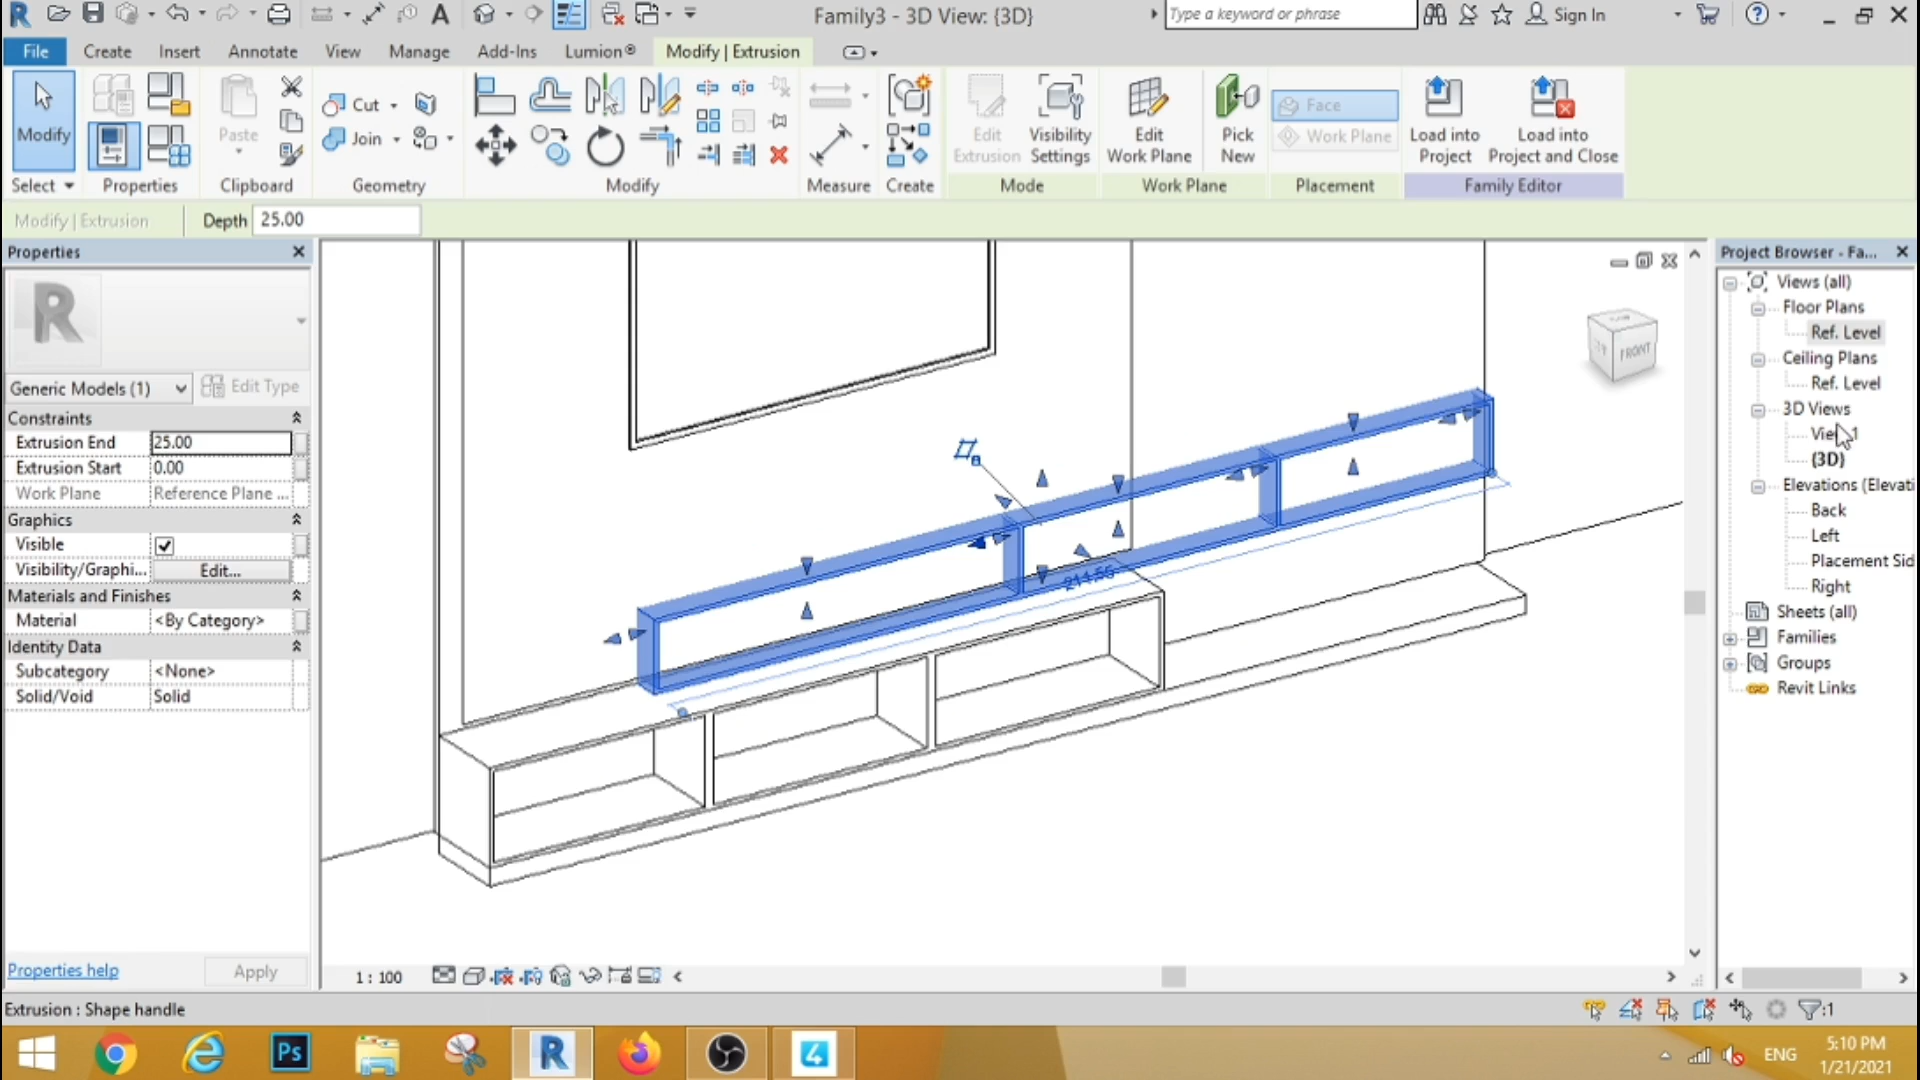 Family3 - 3D View: {3D}
Type a keyword or phrase
Sign In
File
Create
Insert
Annotate
View
Manage
Add-Ins
Lumion®
Modify | Extrusion
Modify
Paste
Cut
Join
Edit
Extrusion
Visibility
Settings
Edit
Work Plane
Pick
New
Face
Work Plane
Load into
Project
Load into
Project and Close
Select
Properties
Clipboard
Geometry
Modify
Measure
Create
Mode
Work Plane
Placement
Family Editor
Modify | Extrusion
Depth 25.00
Properties
R
Generic Models (1)
Edit Type
Constraints
Extrusion End 25.00
Extrusion Start 0.00
Work Plane Reference Plane ...
Graphics
Visible
Visibility/Graphi... Edit...
Materials and Finishes
Material <By Category>
Identity Data
Subcategory <None>
Solid/Void Solid
Properties help
Apply
FRONT
1 : 100
Project Browser - Fa...
Views (all)
Floor Plans
Ref. Level
Ceiling Plans
Ref. Level
3D Views
{3D}
Elevations (Elevati
Back
Left
Placement Sid
Right
Sheets (all)
Families
Groups
Revit Links
Extrusion : Shape handle
:1
Ps
R
4
ENG
5:10 PM
1/21/2021